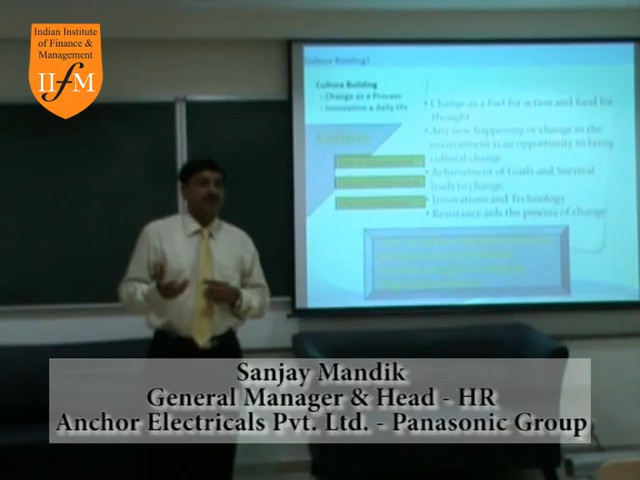 Indian Institute
of Finance &
Management
IIfM
Culture Building?
Culture Building
- Change as a Process
- Innovation a daily life
• Change as a fuel for action and food for
thought
• Any new happening or change in the
environment is an opportunity to bring
cultural change
• Achievement of Goals and Survival
leads to change
• Innovations and Technology
• Resistance aids the process of change
Culture
Sanjay Mandik
General Manager & Head - HR
Anchor Electricals Pvt. Ltd. - Panasonic Group